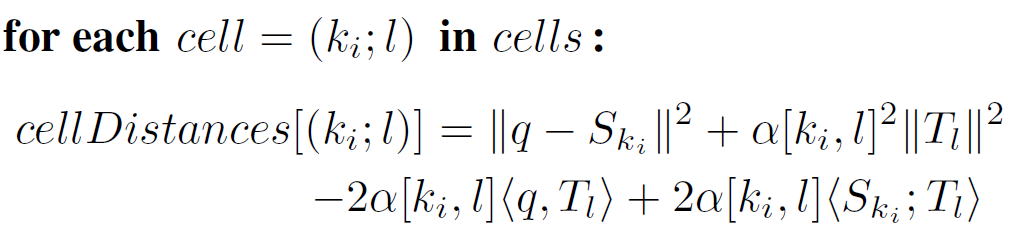 for each cell = (k_i; l) in cells:
cellDistances[(k_i; l)] = ‖q − S_{k_i}‖² + α[k_i, l]²‖T_l‖²
−2α[k_i, l]⟨q, T_l⟩ + 2α[k_i, l]⟨S_{k_i}; T_l⟩